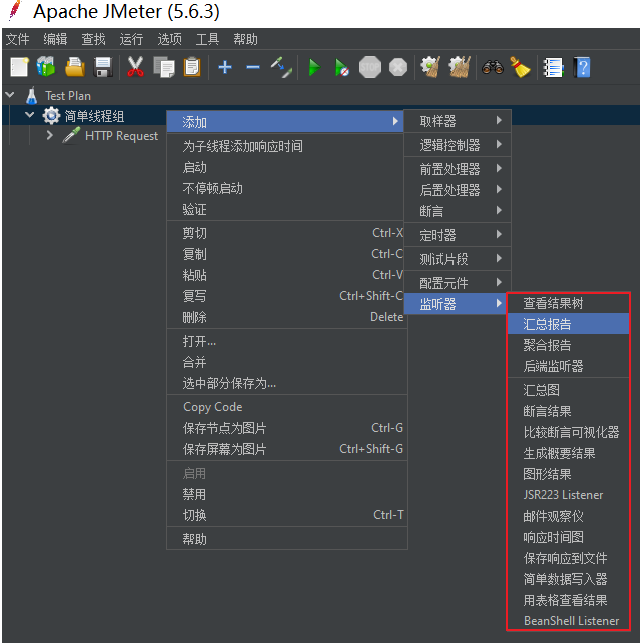 Apache JMeter (5.6.3)
文件 编辑 查找 运行 选项 工具 帮助
STOP
Test Plan
简单线程组
HTTP Request
添加
为子线程添加响应时间
启动
不停顿启动
验证
剪切 Ctrl-X
复制 Ctrl-C
粘贴 Ctrl-V
复写 Ctrl+Shift-C
删除 Delete
打开...
合并
选中部分保存为...
Copy Code
保存节点为图片 Ctrl-G
保存屏幕为图片 Ctrl+Shift-G
启用
禁用
切换 Ctrl-T
帮助
取样器
逻辑控制器
前置处理器
后置处理器
断言
定时器
测试片段
配置元件
监听器
查看结果树
汇总报告
聚合报告
后端监听器
汇总图
断言结果
比较断言可视化器
生成概要结果
图形结果
JSR223 Listener
邮件观察仪
响应时间图
保存响应到文件
简单数据写入器
用表格查看结果
BeanShell Listener